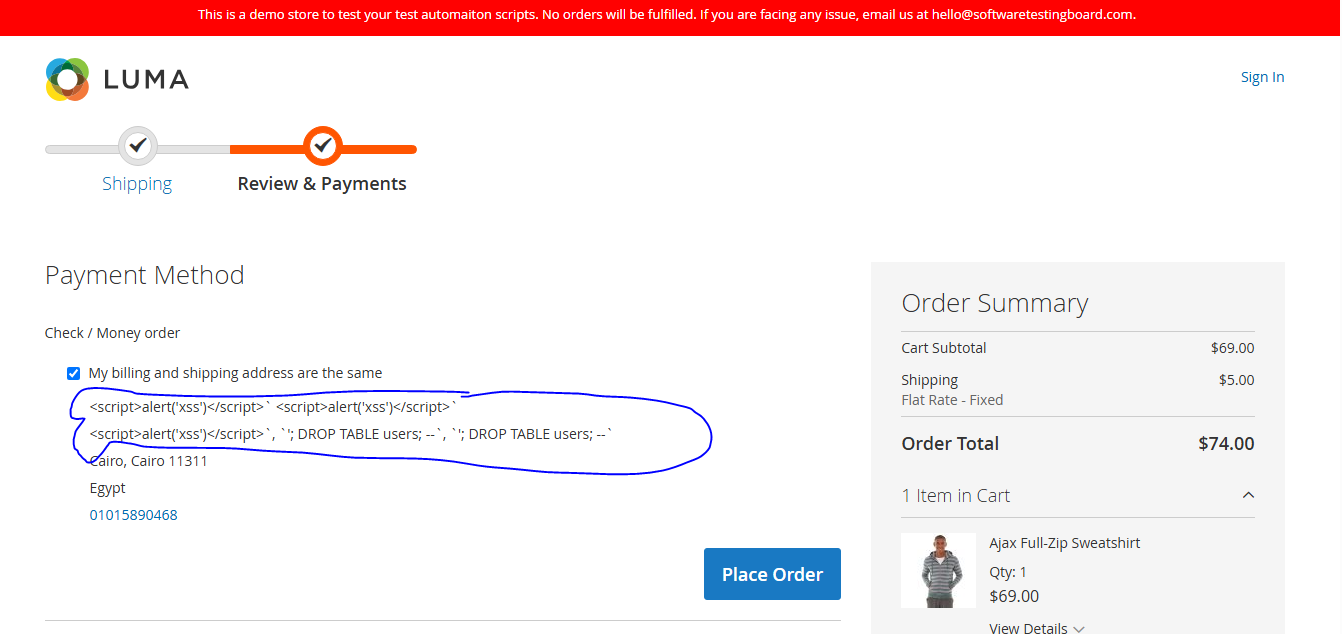 This is a demo store to test your test automaiton scripts. No orders will be fulfilled. If you are facing any issue, email us at hello@softwaretestingboard.com.
LUMA
Sign In
Shipping
Review & Payments
Payment Method
Check / Money order
My billing and shipping address are the same
<script>alert('xss')</script>` <script>alert('xss')</script>`
<script>alert('xss')</script>`, `'; DROP TABLE users; --`, `'; DROP TABLE users; --`
Cairo, Cairo 11311
Egypt
01015890468
Place Order
Order Summary
Cart Subtotal $69.00
Shipping $5.00
Flat Rate - Fixed
Order Total $74.00
1 Item in Cart
Ajax Full-Zip Sweatshirt
Qty: 1
$69.00
View Details